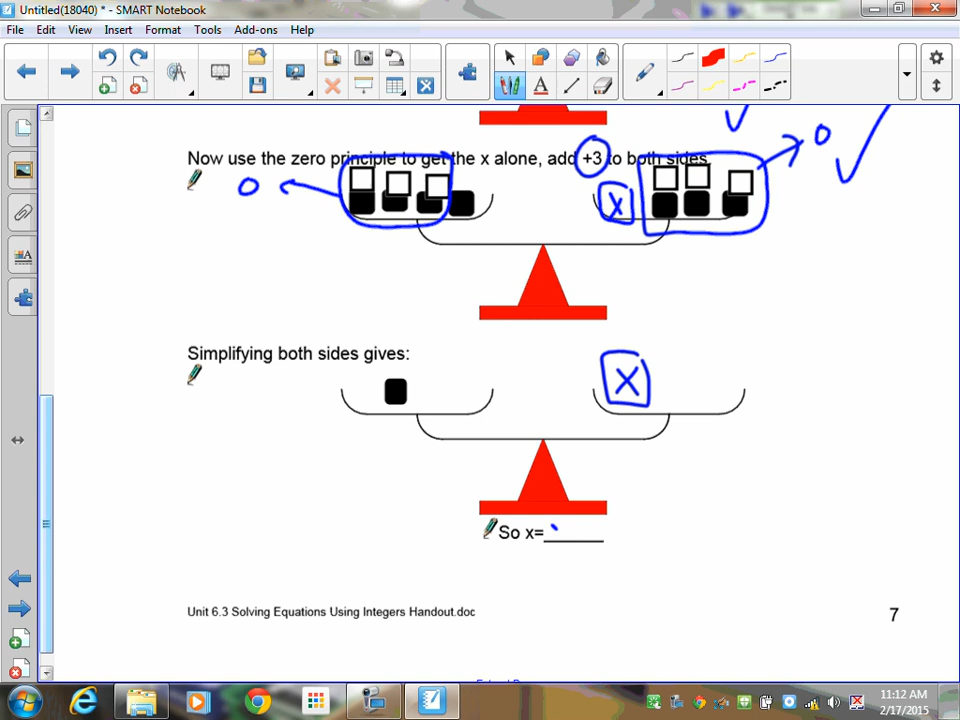 Untitled(18040) * - SMART Notebook
File Edit View Insert Format Tools Add-ons Help
Now use the zero principle to get the x alone, add +3 to both sides.
0
0
X
Simplifying both sides gives:
X
So x=______
Unit 6.3 Solving Equations Using Integers Handout.doc
7
11:12 AM
2/17/2015